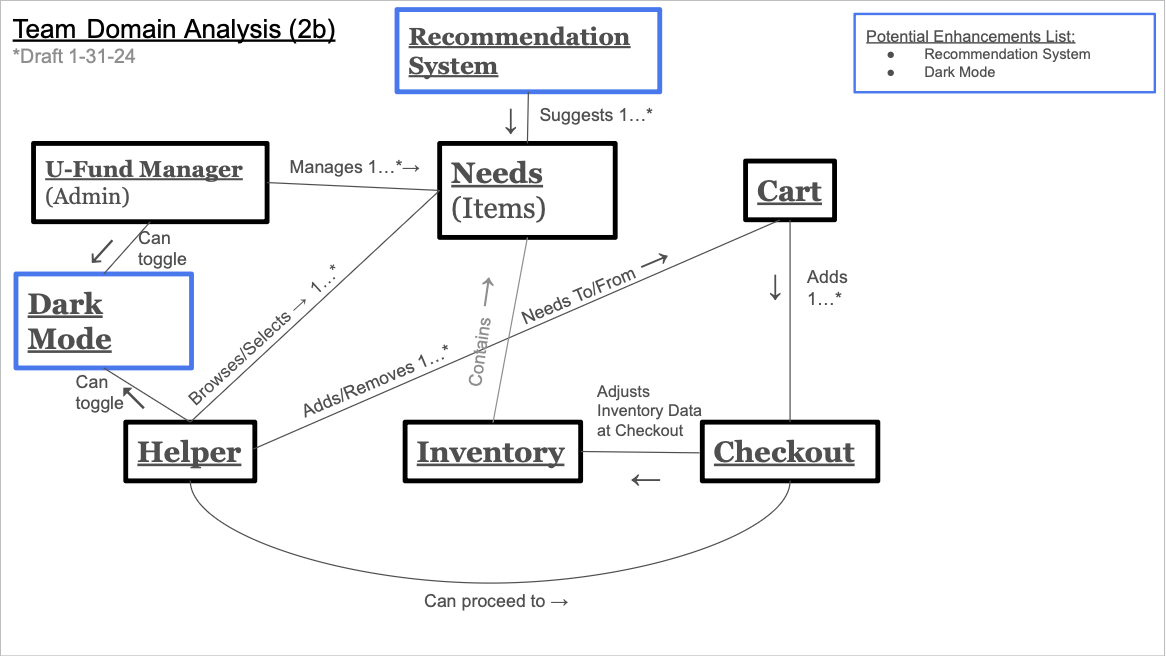 Team Domain Analysis (2b)
*Draft 1-31-24
Recommendation
System
Potential Enhancements List:
● Recommendation System
● Dark Mode
↓ Suggests 1…*
U-Fund Manager
(Admin)
Manages 1…*→
Needs
(Items)
Cart
Can
toggle
Dark
Mode
Browses/Selects → 1…*
Contains →
Adds/Removes 1…*
Needs To/From →
Adds
1…*
Can
toggle
Adjusts
Inventory Data
at Checkout
Helper
Inventory
Checkout
Can proceed to →